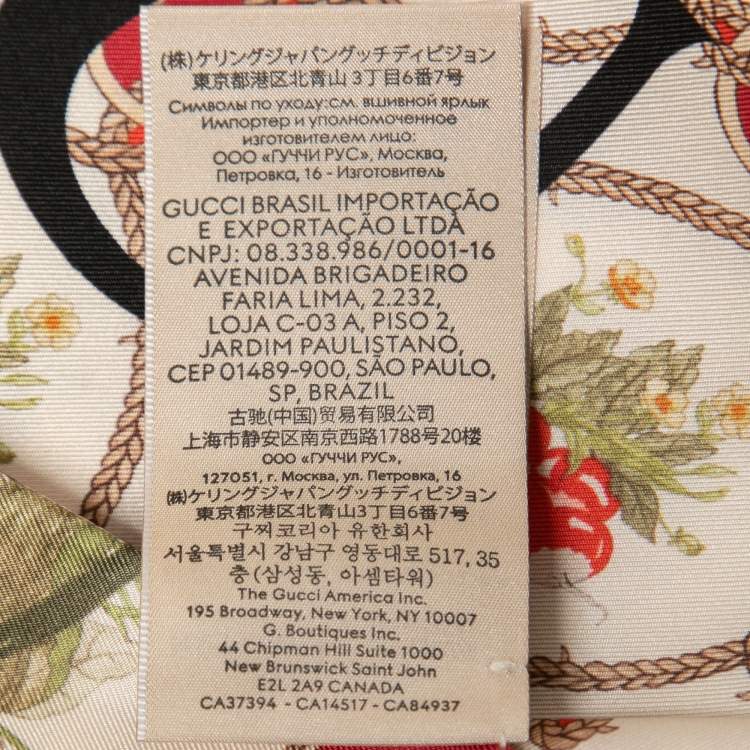 (株)ケリングジャパングッチディビジョン
東京都港区北青山 3丁目6番7号
Символы по уходу:см. вшивной ярлык
Импортер и уполномоченное
изготовителем лицо:
ООО «ГУЧЧИ РУС», Москва,
Петровка, 16 - Изготовитель
GUCCI BRASIL IMPORTAÇÃO
E EXPORTAÇÃO LTDA
CNPJ: 08.338.986/0001-16
AVENIDA BRIGADEIRO
FARIA LIMA, 2.232,
LOJA C-03 A, PISO 2,
JARDIM PAULISTANO,
CEP 01489-900, SÃO PAULO,
SP, BRAZIL
古驰(中国)贸易有限公司
上海市静安区南京西路1788号20楼
ООО «ГУЧЧИ РУС»,
127051, г. Москва, ул. Петровка, 16
(株)ケリングジャパングッチディビジョン
東京都港区北青山3丁目6番7号
구찌코리아 유한회사
서울특별시 강남구 영동대로 517, 35
층(삼성동, 아셈타워)
The Gucci America Inc.
195 Broadway, New York, NY 10007
G. Boutiques Inc.
44 Chipman Hill Suite 1000
New Brunswick Saint John
E2L 2A9 CANADA
CA37394 - CA14517 - CA84937